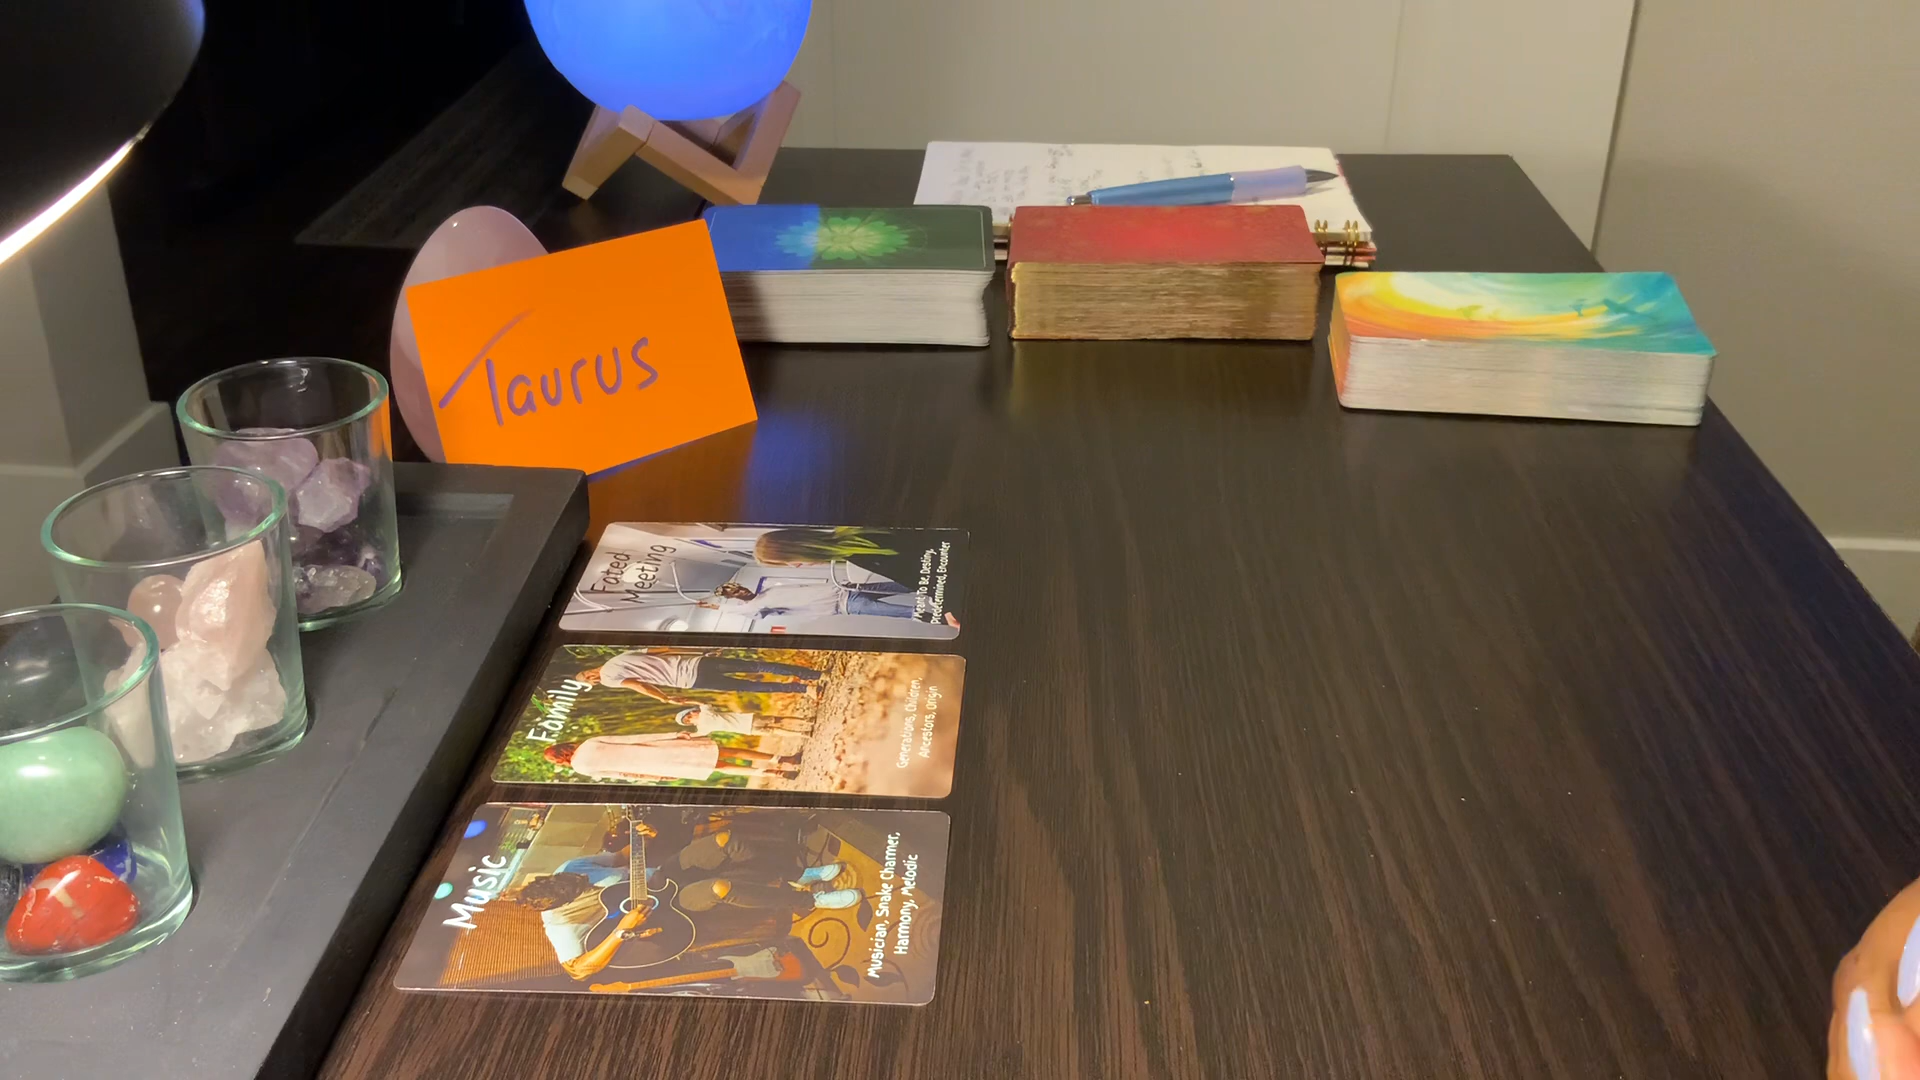 Taurus
Fated
Meeting
Meant To Be, Destiny,
Predetermined, Encounter
Family
Generations, Children,
Ancestors, Origin
Music
Musician, Snake Charmer,
Harmony, Melodic